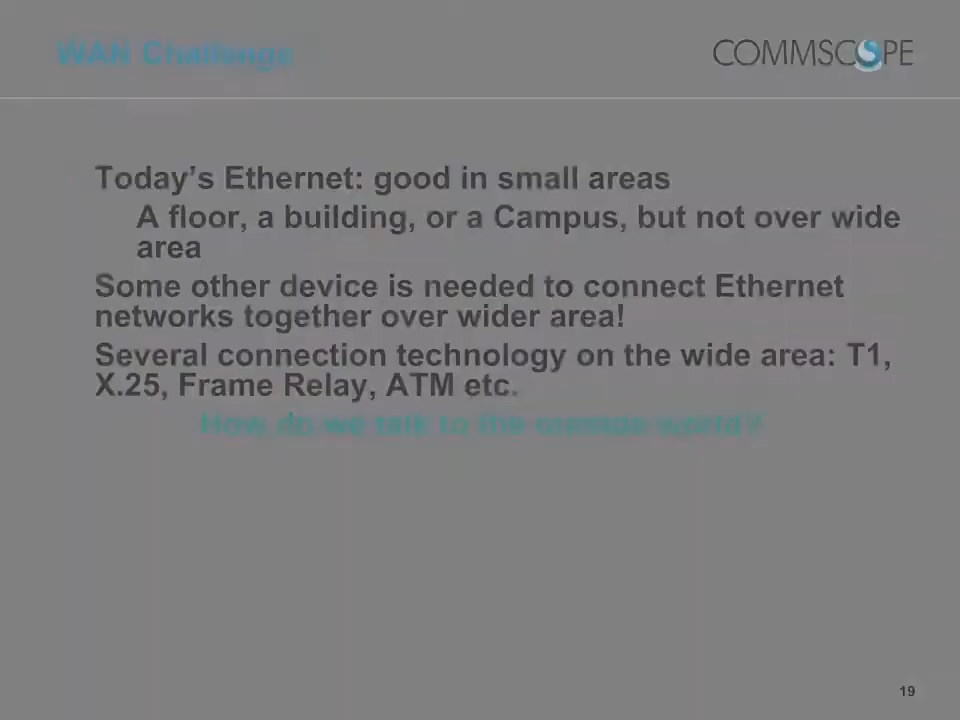 WAN Challenge
COMMSCOPE
Today’s Ethernet: good in small areas
A floor, a building, or a Campus, but not over wide
area
Some other device is needed to connect Ethernet
networks together over wider area!
Several connection technology on the wide area: T1,
X.25, Frame Relay, ATM etc.
How do we talk to the outside world?
19